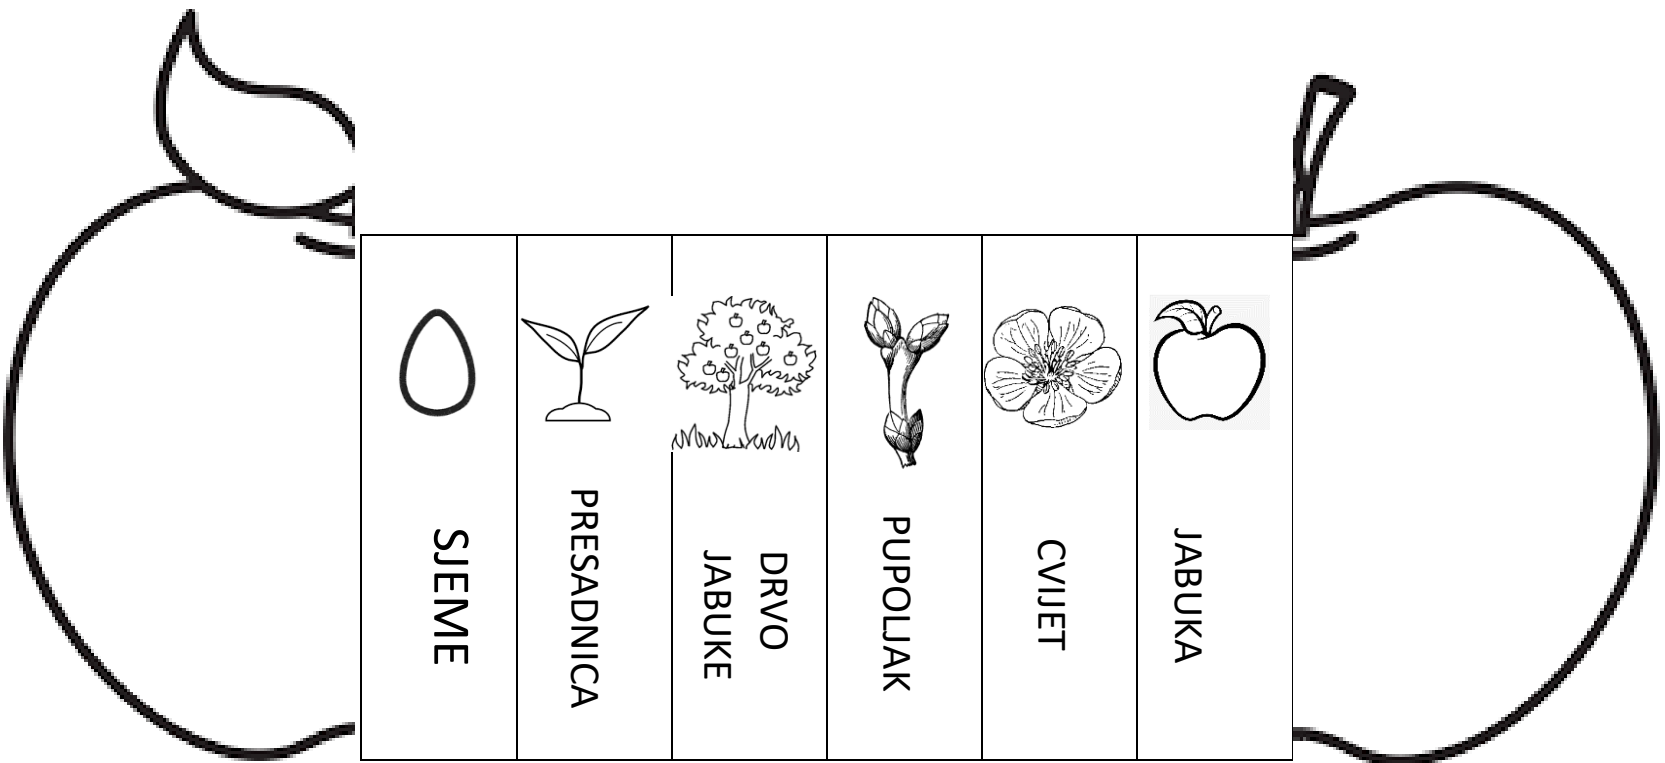 SJEME
PRESADNICA
DRVO
JABUKE
PUPOLJAK
CVIJET
JABUKA